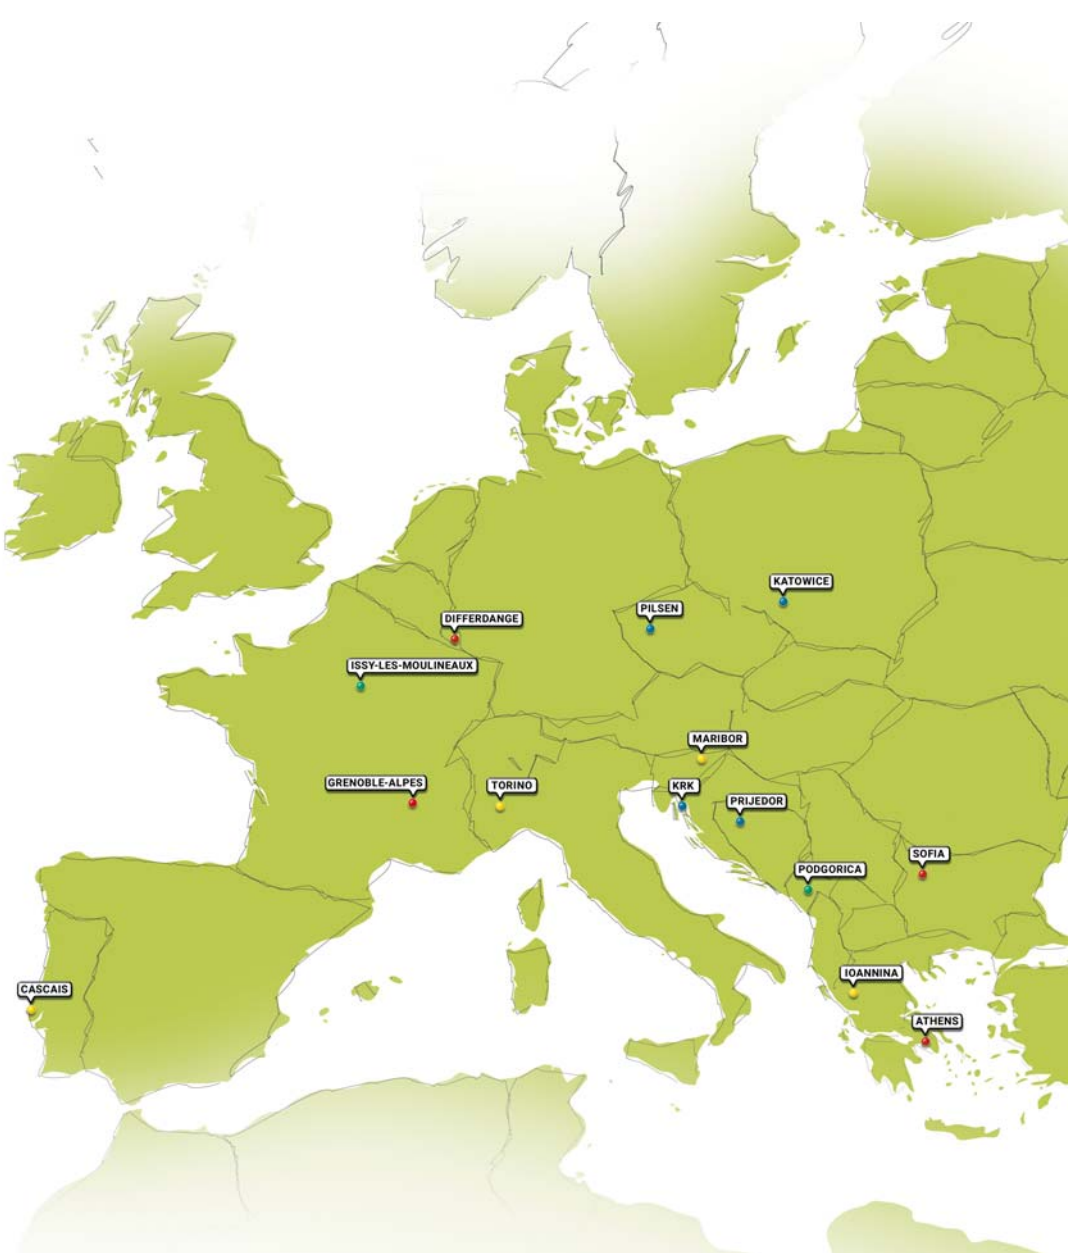 KATOWICE
PILSEN
DIFFERDANGE
ISSY-LES-MOULINEAUX
MARIBOR
GRENOBLE-ALPES
TORINO
KRK
PRIJEDOR
SOFIA
PODGORICA
IOANNINA
CASCAIS
ATHENS